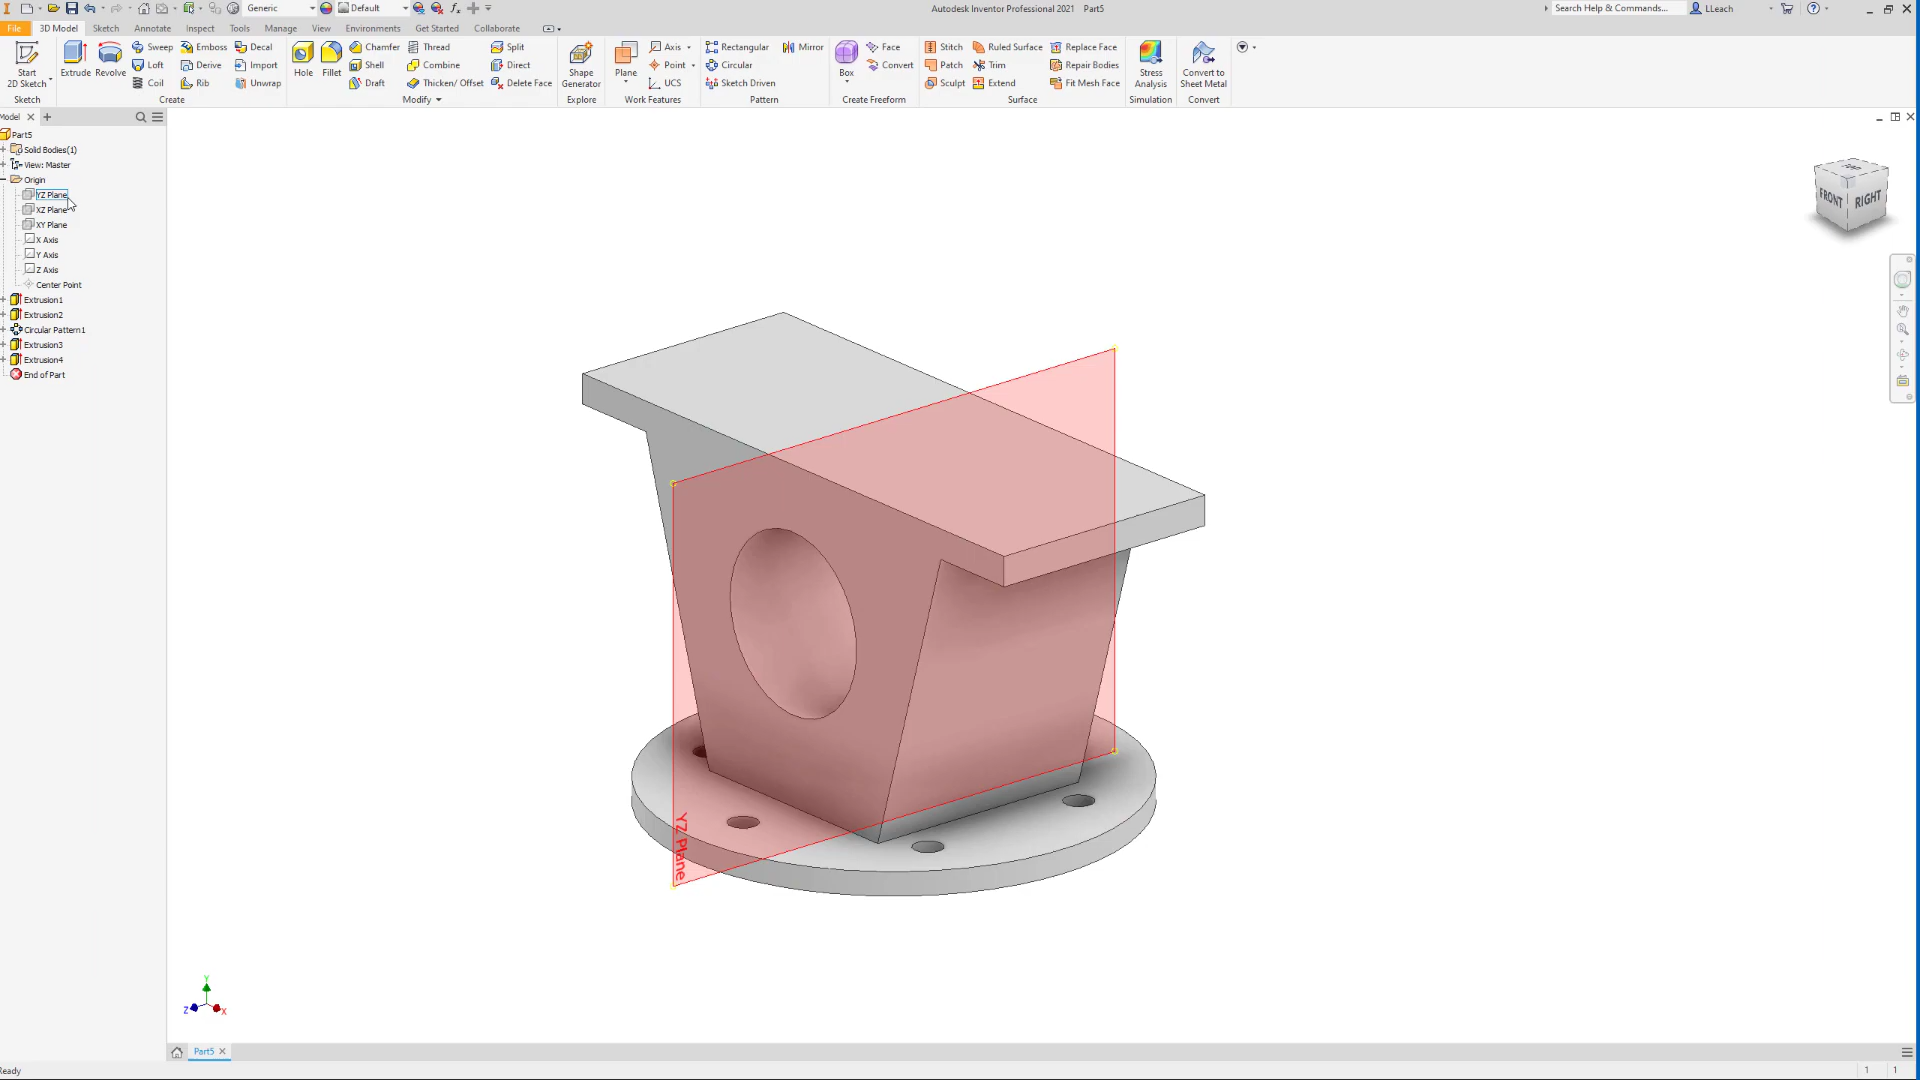 Generic
Default
Autodesk Inventor Professional 2021 Part5
Search Help & Commands...
LLeach
File
3D Model
Sketch
Annotate
Inspect
Tools
Manage
View
Environments
Get Started
Collaborate
Start
2D Sketch
Sketch
Extrude
Revolve
Sweep
Loft
Coil
Emboss
Derive
Rib
Decal
Import
Unwrap
Create
Hole
Fillet
Chamfer
Shell
Draft
Thread
Combine
Thicken/ Offset
Split
Direct
Delete Face
Modify
Shape
Generator
Explore
Plane
Axis
Point
UCS
Work Features
Rectangular
Circular
Sketch Driven
Mirror
Pattern
Box
Face
Convert
Create Freeform
Stitch
Patch
Sculpt
Ruled Surface
Trim
Extend
Replace Face
Repair Bodies
Fit Mesh Face
Surface
Stress
Analysis
Simulation
Convert to
Sheet Metal
Convert
Model
Part5
Solid Bodies(1)
View: Master
Origin
YZ Plane
XZ Plane
XY Plane
X Axis
Y Axis
Z Axis
Center Point
Extrusion1
Extrusion2
Circular Pattern1
Extrusion3
Extrusion4
End of Part
TOP
FRONT
RIGHT
YZ Plane
Y
Z
X
Part5
Ready
1 1